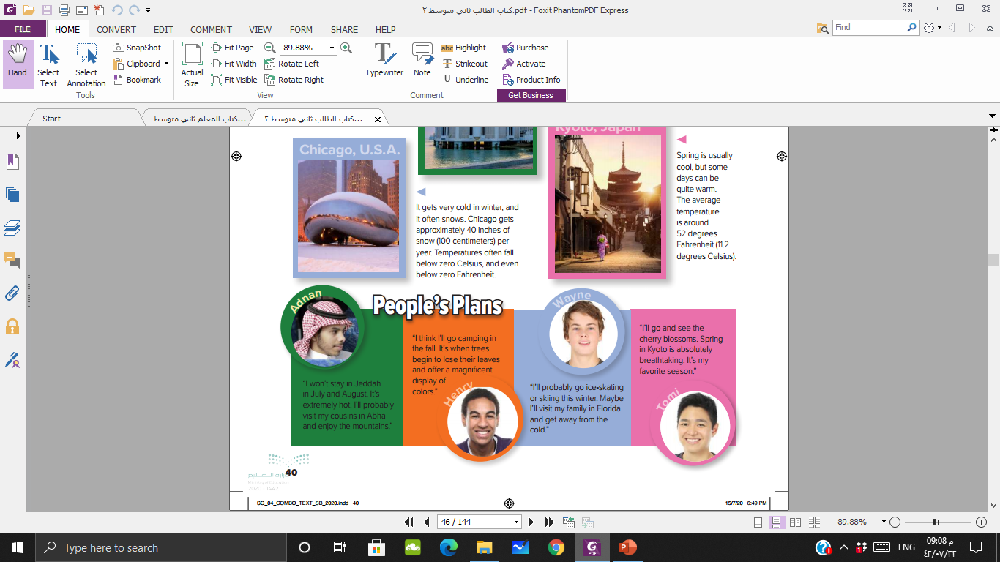 كتاب الطالب ثاني متوسط ٢.pdf - Foxit PhantomPDF Express
FILE
HOME
CONVERT
EDIT
COMMENT
VIEW
FORM
SHARE
HELP
Find
Hand
Select Text
Select Annotation
SnapShot
Clipboard
Bookmark
Tools
Actual Size
Fit Page
Fit Width
Fit Visible
89.88%
Rotate Left
Rotate Right
View
Typewriter
Note
Highlight
Strikeout
Underline
Comment
Purchase
Activate
Product Info
Get Business
Start
كتاب المعلم ثاني متوسط...
كتاب الطالب ثاني متوسط ٢...
Chicago, U.S.A.
It gets very cold in winter, and
it often snows. Chicago gets
approximately 40 inches of
snow (100 centimeters) per
year. Temperatures often fall
below zero Celsius, and even
below zero Fahrenheit.
Kyoto, Japan
Spring is usually
cool, but some
days can be
quite warm.
The average
temperature
is around
52 degrees
Fahrenheit (11.2
degrees Celsius).
People's Plans
Adnan
"I won't stay in Jeddah
in July and August. It's
extremely hot. I'll probably
visit my cousins in Abha
and enjoy the mountains."
"I think I'll go camping in
the fall. It's when trees
begin to lose their leaves
and offer a magnificent
display of
colors."
Henry
Wayne
"I'll probably go ice-skating
or skiing this winter. Maybe
I'll visit my family in Florida
and get away from the
cold."
"I'll go and see the
cherry blossoms. Spring
in Kyoto is absolutely
breathtaking. It's my
favorite season."
Tomi
وزارة التعليم
Ministry of Education
2020 - 1442
40
SG_04_COMBO_TEXT_SB_2020.indd 40
15/7/20 6:49 PM
46 / 144
89.88%
Type here to search
ENG
09:08 م
٤٢/٠٧/٢٢